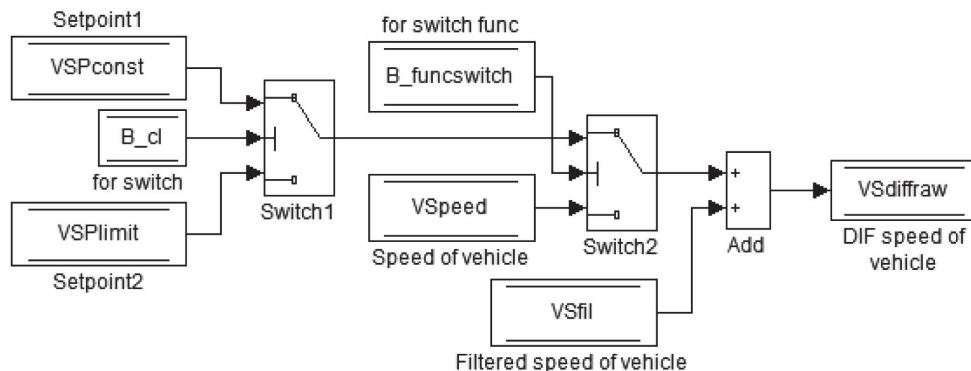 Setpoint1
VSPconst
B_cl
for switch
VSPlimit
Setpoint2
Switch1
for switch func
B_funcswitch
VSpeed
Speed of vehicle
Switch2
VSfil
Filtered speed of vehicle
+
+
Add
VSdiffraw
DIF speed of
vehicle